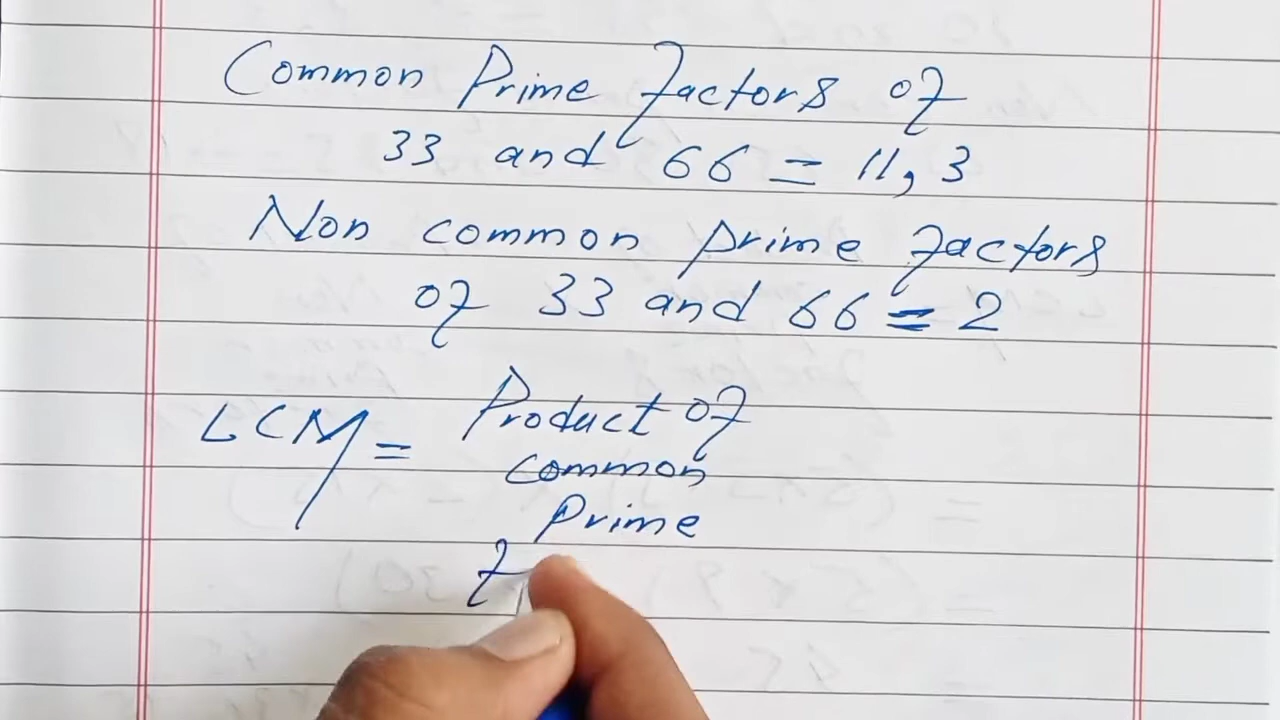 Common Prime factors of
33 and 66 = 11, 3
Non common prime factors
of 33 and 66 = 2
LCM = Product of
common
Prime
f